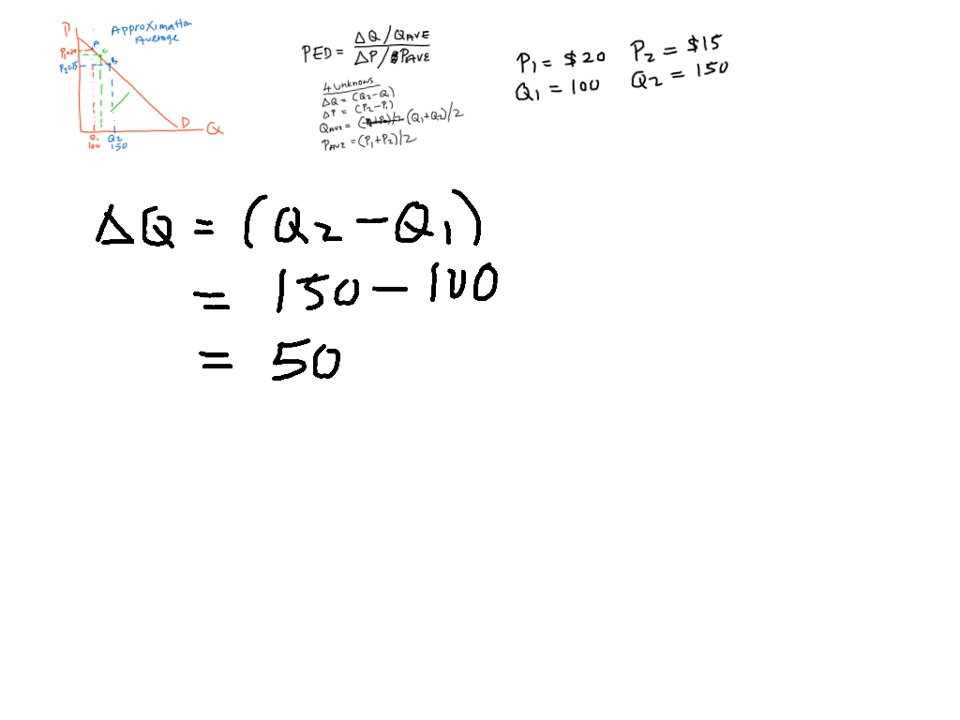 P
Approximation
Average
A
P1=20
C
P2=15
B
D
Q
Q1
Q2
100
150
PED = ΔQ/QAVE
ΔP/PAVE
4 unknowns
ΔQ = (Q2-Q1)
ΔP = (P2-P1)
QAVE = (Q1+Q2)/2
PAVE = (P1+P2)/2
P1 = $20 P2 = $15
Q1 = 100 Q2 = 150
ΔQ = (Q2 - Q1)
= 150 - 100
= 50